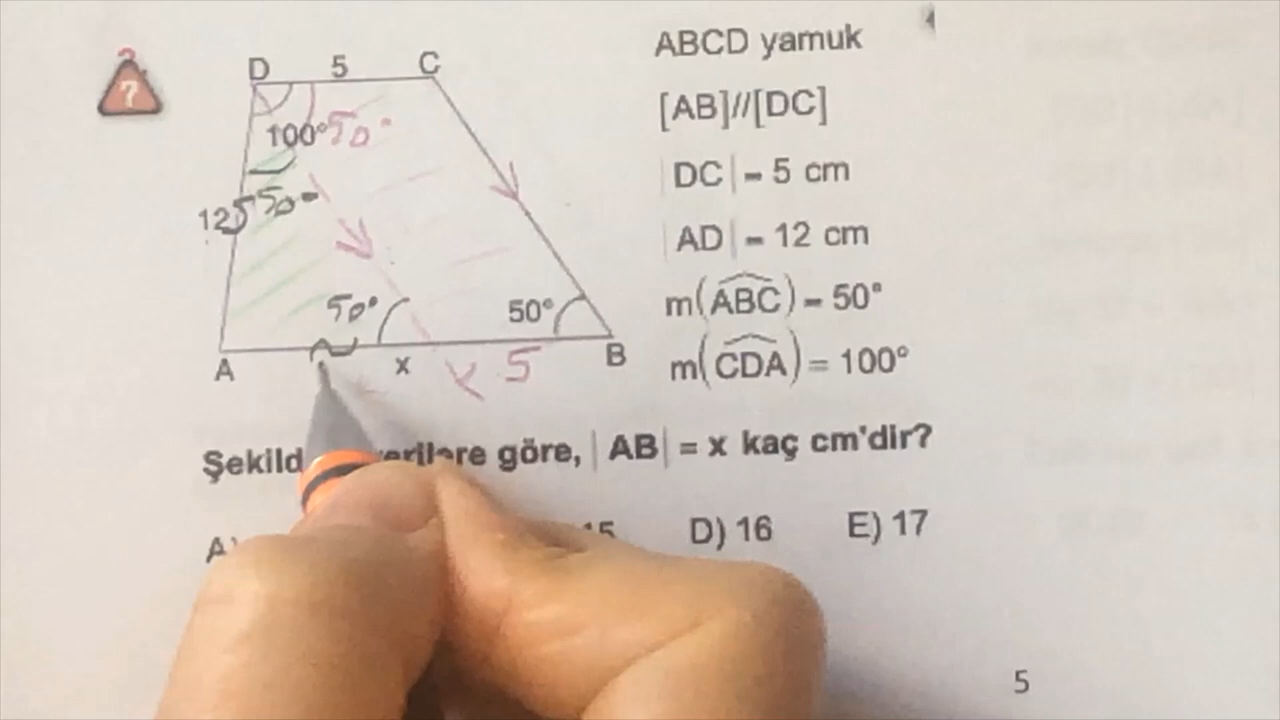 ?
D 5 C
100° 50°
12 50
50° 50°
A x 5 B
ABCD yamuk
[AB]//[DC]
|DC| = 5 cm
|AD| = 12 cm
m(ABC) = 50°
m(CDA) = 100°
göre, |AB| = x kaç cm'dir?
D) 16 E) 17
5